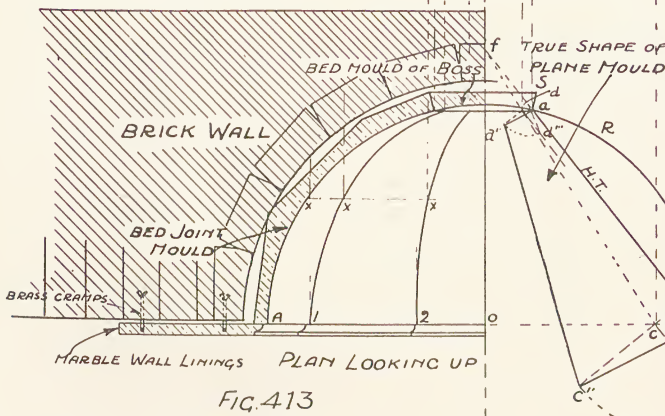 f
TRUE SHAPE OF
PLANE MOULD
BED MOULD OF BOSS
S
d
a
R
BRICK WALL
d''
d'''
H.T.
x
x
x
BED JOINT
MOULD
BRASS CRAMPS
A
1
2
O
C
MARBLE WALL LININGS
PLAN LOOKING UP
C''
FIG. 413